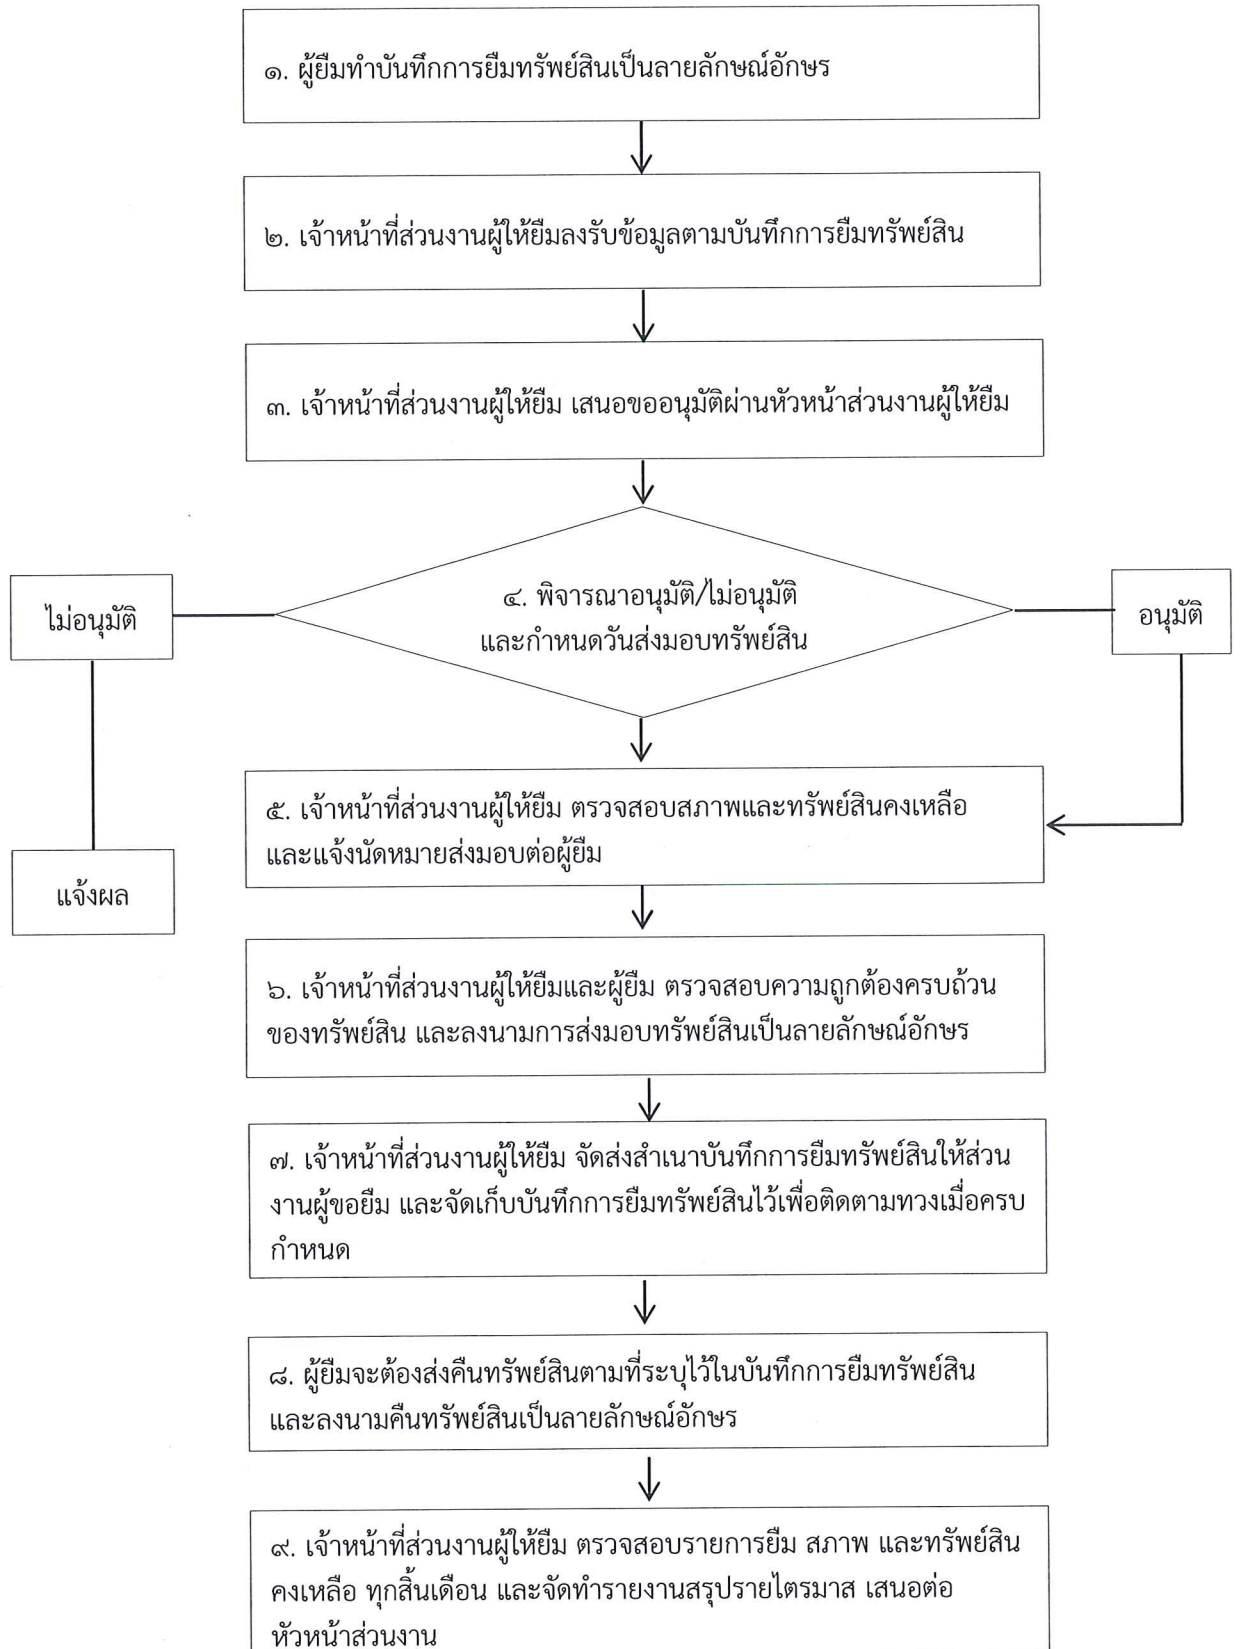 ๑. ผู้ยืมทำบันทึกการยืมทรัพย์สินเป็นลายลักษณ์อักษร
๒. เจ้าหน้าที่ส่วนงานผู้ให้ยืมลงรับข้อมูลตามบันทึกการยืมทรัพย์สิน
๓. เจ้าหน้าที่ส่วนงานผู้ให้ยืม เสนอขออนุมัติผ่านหัวหน้าส่วนงานผู้ให้ยืม
๔. พิจารณาอนุมัติ/ไม่อนุมัติ
และกำหนดวันส่งมอบทรัพย์สิน
ไม่อนุมัติ
อนุมัติ
๕. เจ้าหน้าที่ส่วนงานผู้ให้ยืม ตรวจสอบสภาพและทรัพย์สินคงเหลือ
และแจ้งนัดหมายส่งมอบต่อผู้ยืม
แจ้งผล
๖. เจ้าหน้าที่ส่วนงานผู้ให้ยืมและผู้ยืม ตรวจสอบความถูกต้องครบถ้วน
ของทรัพย์สิน และลงนามการส่งมอบทรัพย์สินเป็นลายลักษณ์อักษร
๗. เจ้าหน้าที่ส่วนงานผู้ให้ยืม จัดส่งสำเนาบันทึกการยืมทรัพย์สินให้ส่วน
งานผู้ขอยืม และจัดเก็บบันทึกการยืมทรัพย์สินไว้เพื่อติดตามทวงเมื่อครบ
กำหนด
๘. ผู้ยืมจะต้องส่งคืนทรัพย์สินตามที่ระบุไว้ในบันทึกการยืมทรัพย์สิน
และลงนามคืนทรัพย์สินเป็นลายลักษณ์อักษร
๙. เจ้าหน้าที่ส่วนงานผู้ให้ยืม ตรวจสอบรายการยืม สภาพ และทรัพย์สิน
คงเหลือ ทุกสิ้นเดือน และจัดทำรายงานสรุปรายไตรมาส เสนอต่อ
หัวหน้าส่วนงาน